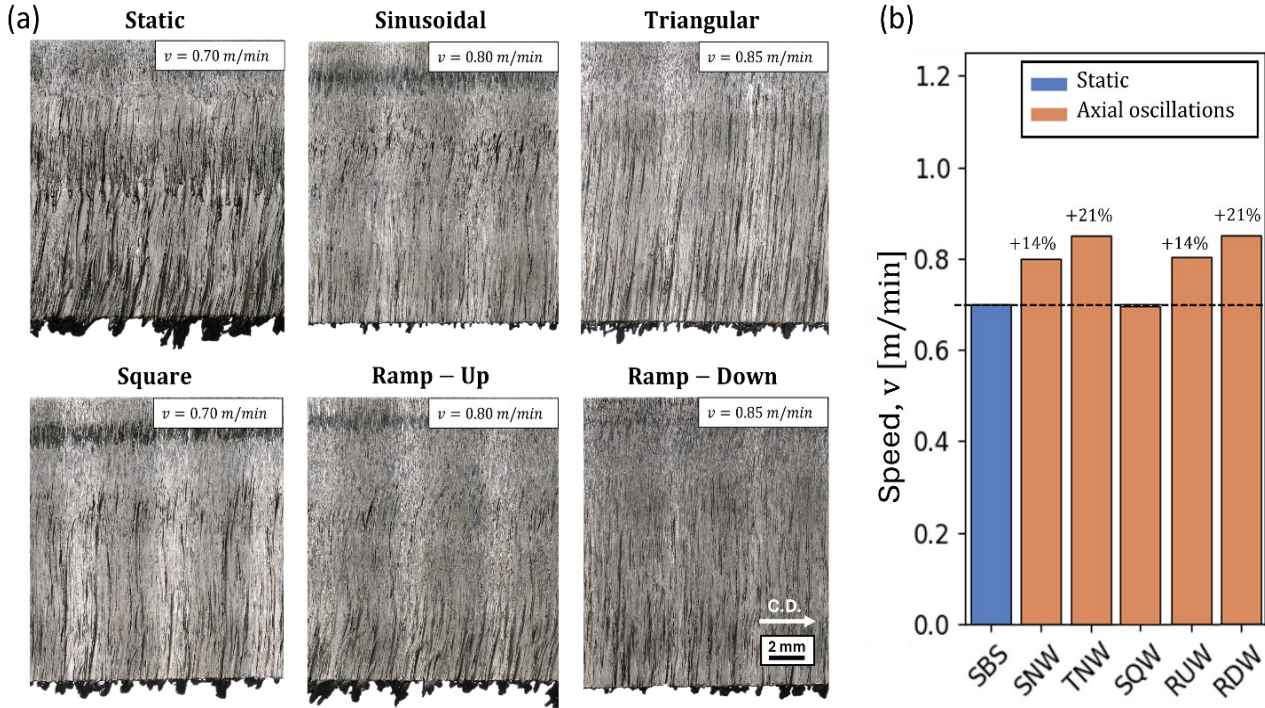 (a)
Static
Sinusoidal
Triangular
v = 0.70 m/min
v = 0.80 m/min
v = 0.85 m/min
Square
Ramp − Up
Ramp − Down
v = 0.70 m/min
v = 0.80 m/min
v = 0.85 m/min
C.D.
2 mm
(b)
Static
Axial oscillations
Speed, v [m/min]
1.2
1.0
0.8
0.6
0.4
0.2
0.0
+14%
+21%
+14%
+21%
SBS
SNW
TNW
SQW
RUW
RDW